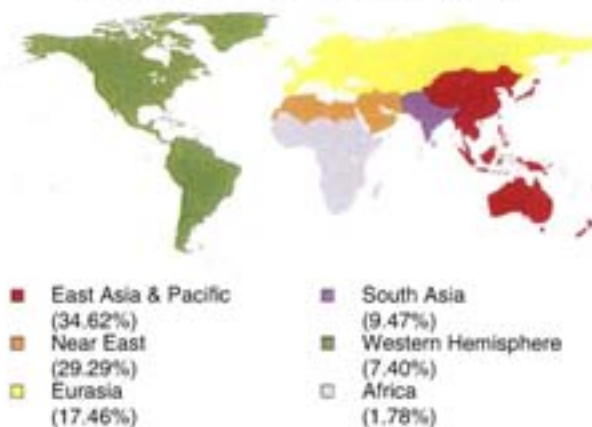 East Asia & Pacific
(34.62%)
Near East
(29.29%)
Eurasia
(17.46%)
South Asia
(9.47%)
Western Hemisphere
(7.40%)
Africa
(1.78%)